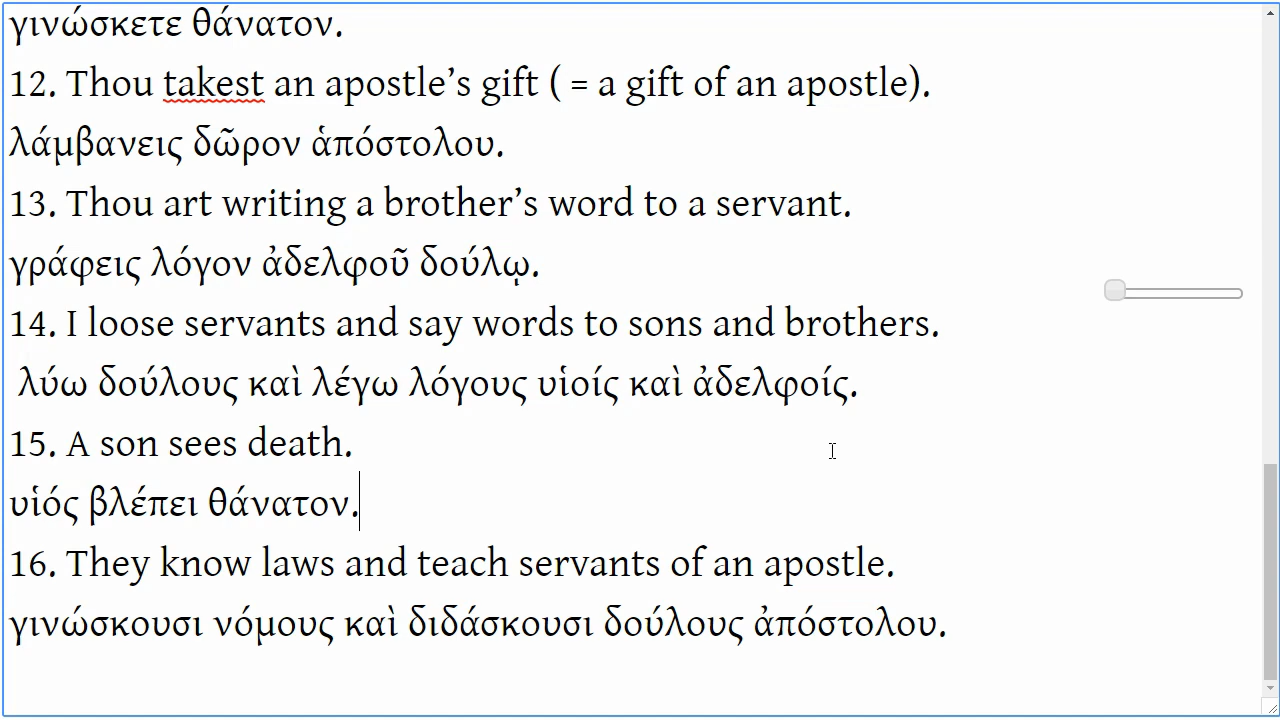 γινώσκετε θάνατον.
12. Thou takest an apostle’s gift ( = a gift of an apostle).
λάμβανεις δῶρον ἁπόστολου.
13. Thou art writing a brother’s word to a servant.
γράφεις λόγον ἀδελφοῦ δούλῳ.
14. I loose servants and say words to sons and brothers.
λύω δούλους καὶ λέγω λόγους υἱοίς καὶ ἀδελφοίς.
15. A son sees death.
υἱός βλέπει θάνατον.
16. They know laws and teach servants of an apostle.
γινώσκουσι νόμους καὶ διδάσκουσι δούλους ἀπόστολου.